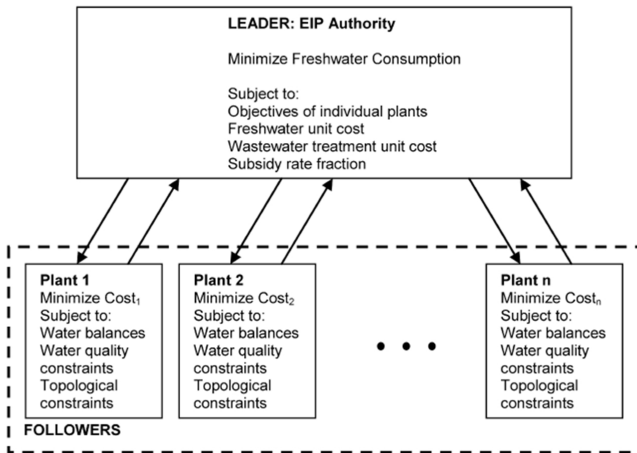 LEADER: EIP Authority
Minimize Freshwater Consumption
Subject to:
Objectives of individual plants
Freshwater unit cost
Wastewater treatment unit cost
Subsidy rate fraction
Plant 1
Minimize Cost₁
Subject to:
Water balances
Water quality
constraints
Topological
constraints
Plant 2
Minimize Cost₂
Subject to:
Water balances
Water quality
constraints
Topological
constraints
• • •
Plant n
Minimize Costₙ
Subject to:
Water balances
Water quality
constraints
Topological
constraints
FOLLOWERS